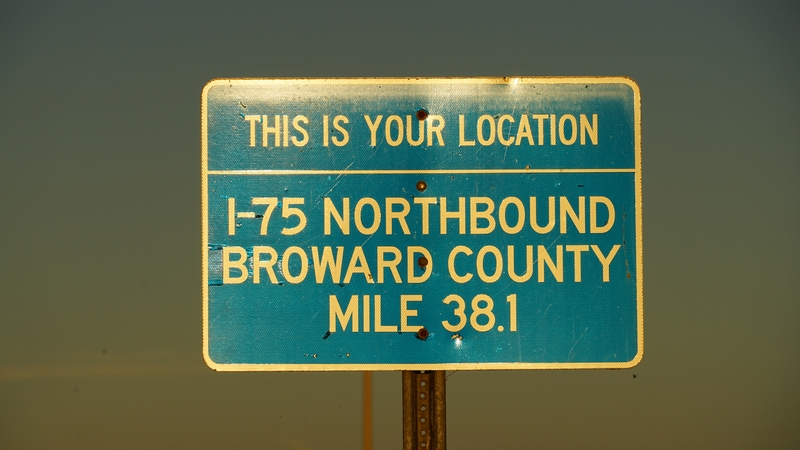 THIS IS YOUR LOCATION
I-75 NORTHBOUND
BROWARD COUNTY
MILE 38.1